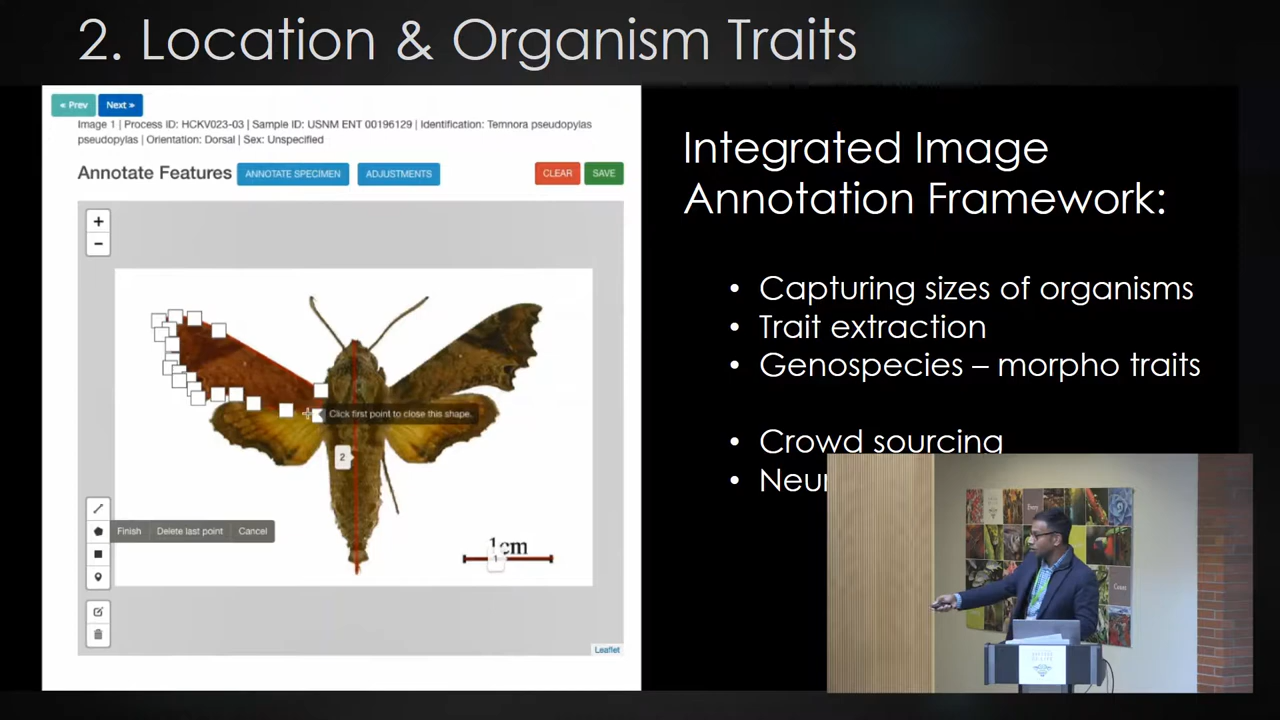 2. Location & Organism Traits
« Prev
Next »
Image 1 | Process ID: HCKV023-03 | Sample ID: USNM ENT 00196129 | Identification: Temnora pseudopylas
pseudopylas | Orientation: Dorsal | Sex: Unspecified
Annotate Features
ANNOTATE SPECIMEN
ADJUSTMENTS
CLEAR
SAVE
+
−
Click first point to close this shape.
2
Finish
Delete last point
Cancel
1cm
1
Leaflet
Integrated Image
Annotation Framework:
• Capturing sizes of organisms
• Trait extraction
• Genospecies – morpho traits
• Crowd sourcing
•